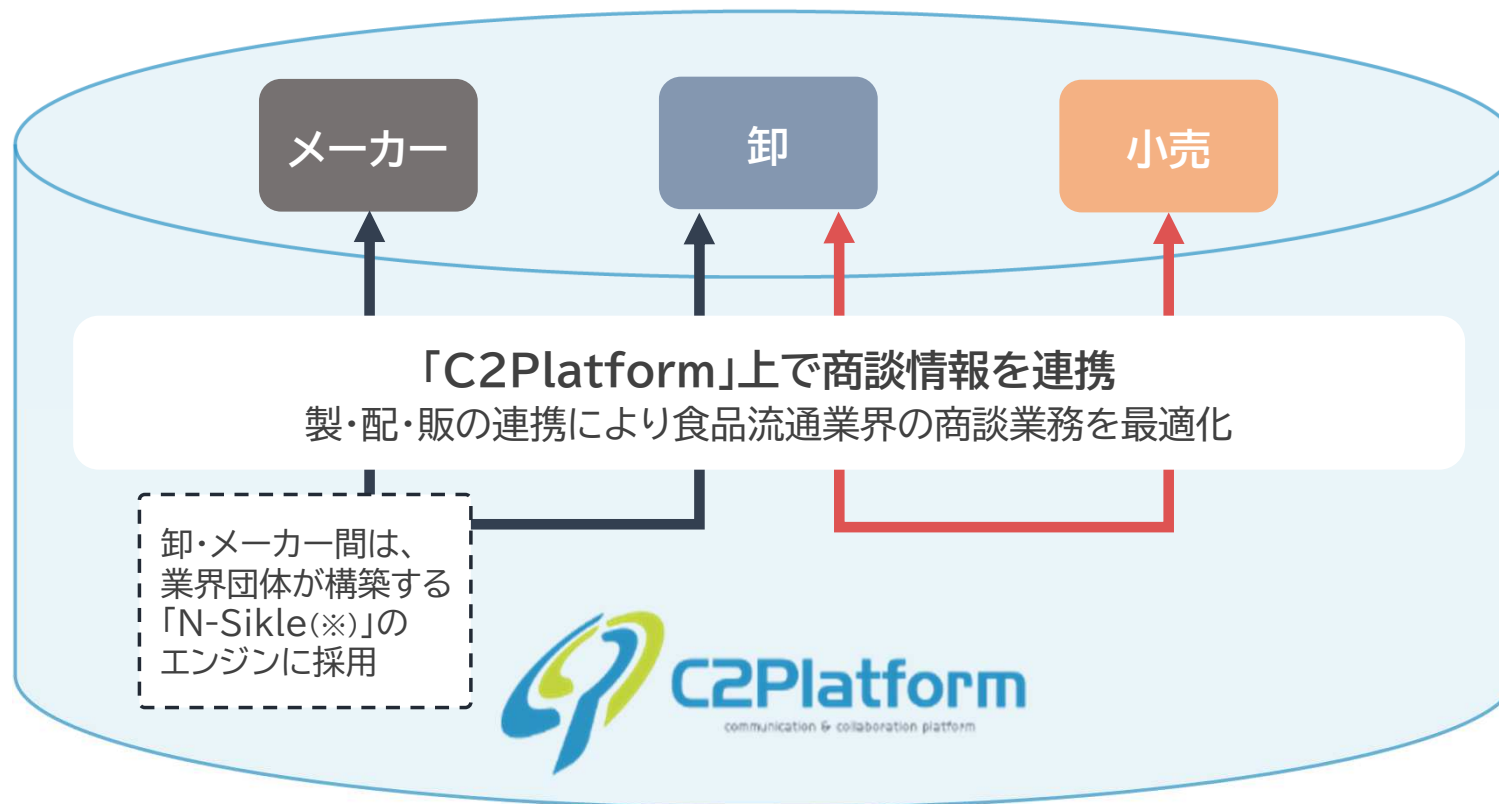 メーカー
卸
小売
「C2Platform」上で商談情報を連携
製・配・販の連携により食品流通業界の商談業務を最適化
卸・メーカー間は、
業界団体が構築する
「N-Sikle(※)」の
エンジンに採用
C2Platform
communication & collaboration platform